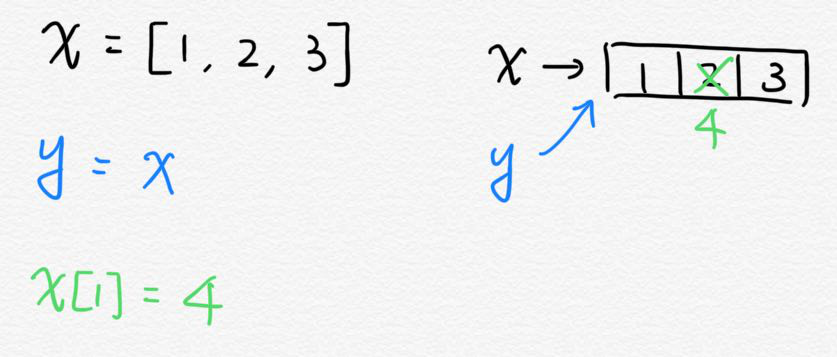 x = [1, 2, 3]
y = x
x[1] = 4
x → 1 2 3
4
y